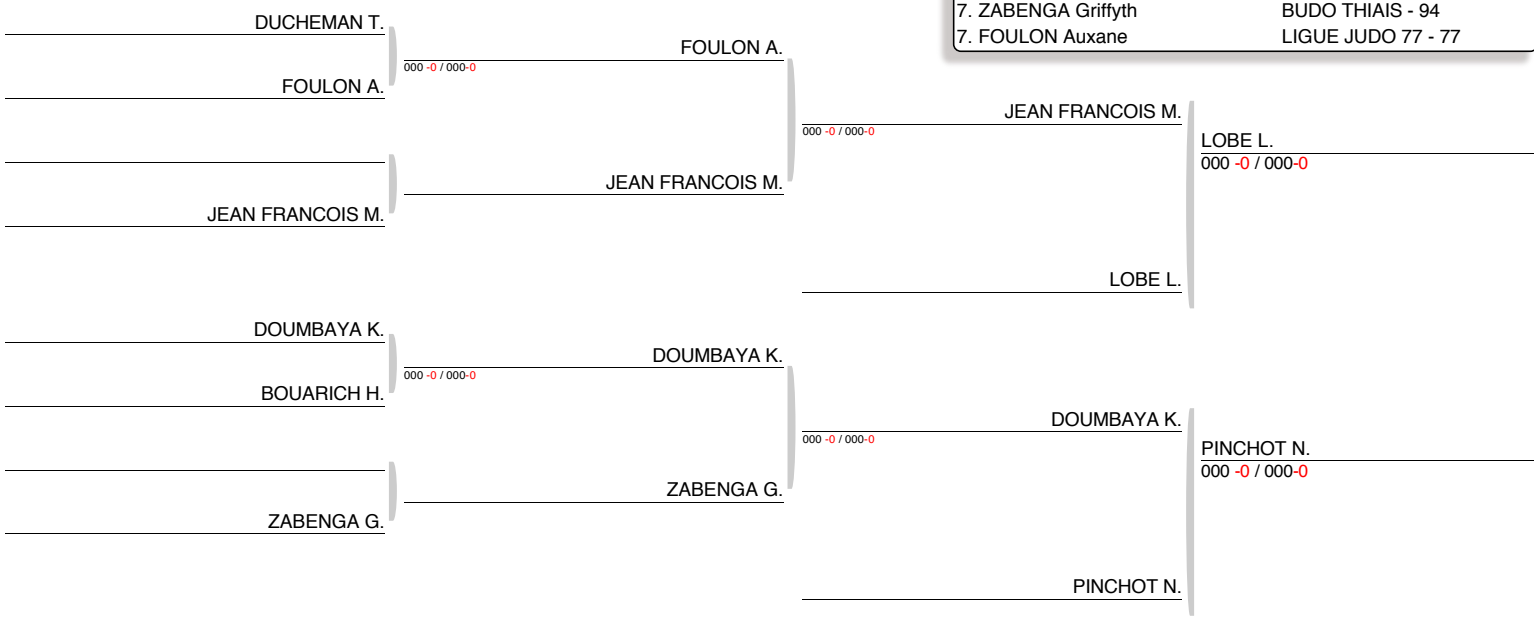 7. ZABENGA Griffyth BUDO THIAIS - 94
7. FOULON Auxane LIGUE JUDO 77 - 77
DUCHEMAN T.
FOULON A.
JEAN FRANCOIS M.
DOUMBAYA K.
BOUARICH H.
ZABENGA G.
FOULON A.
000 -0 / 000-0
JEAN FRANCOIS M.
DOUMBAYA K.
000 -0 / 000-0
ZABENGA G.
JEAN FRANCOIS M.
000 -0 / 000-0
LOBE L.
DOUMBAYA K.
000 -0 / 000-0
PINCHOT N.
LOBE L.
000 -0 / 000-0
PINCHOT N.
000 -0 / 000-0